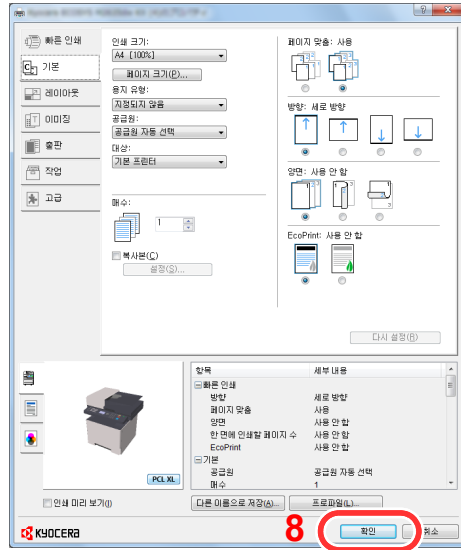 빠른 인쇄
기본
레이아웃
이미징
출판
작업
고급
인쇄 크기:
A4 [100%]
페이지 크기(P)...
용지 유형:
지정되지 않음
공급원:
공급원 자동 선택
대상:
기본 프린터
매수:
1
복사본(C)
설정(S)...
페이지 맞춤: 사용
방향: 세로 방향
양면: 사용 안 함
EcoPrint: 사용 안 함
다시 설정(R)
항목 세부 내용
빠른 인쇄
방향 세로 방향
페이지 맞춤 사용
양면 사용 안 함
한 면에 인쇄할 페이지 수 사용 안 함
EcoPrint 사용 안 함
기본
공급원 공급원 자동 선택
매수 1
PCL XL
인쇄 미리 보기(I)
다른 이름으로 저장(A)...
프로파일(L)...
KYOCERA
8
확인
취소